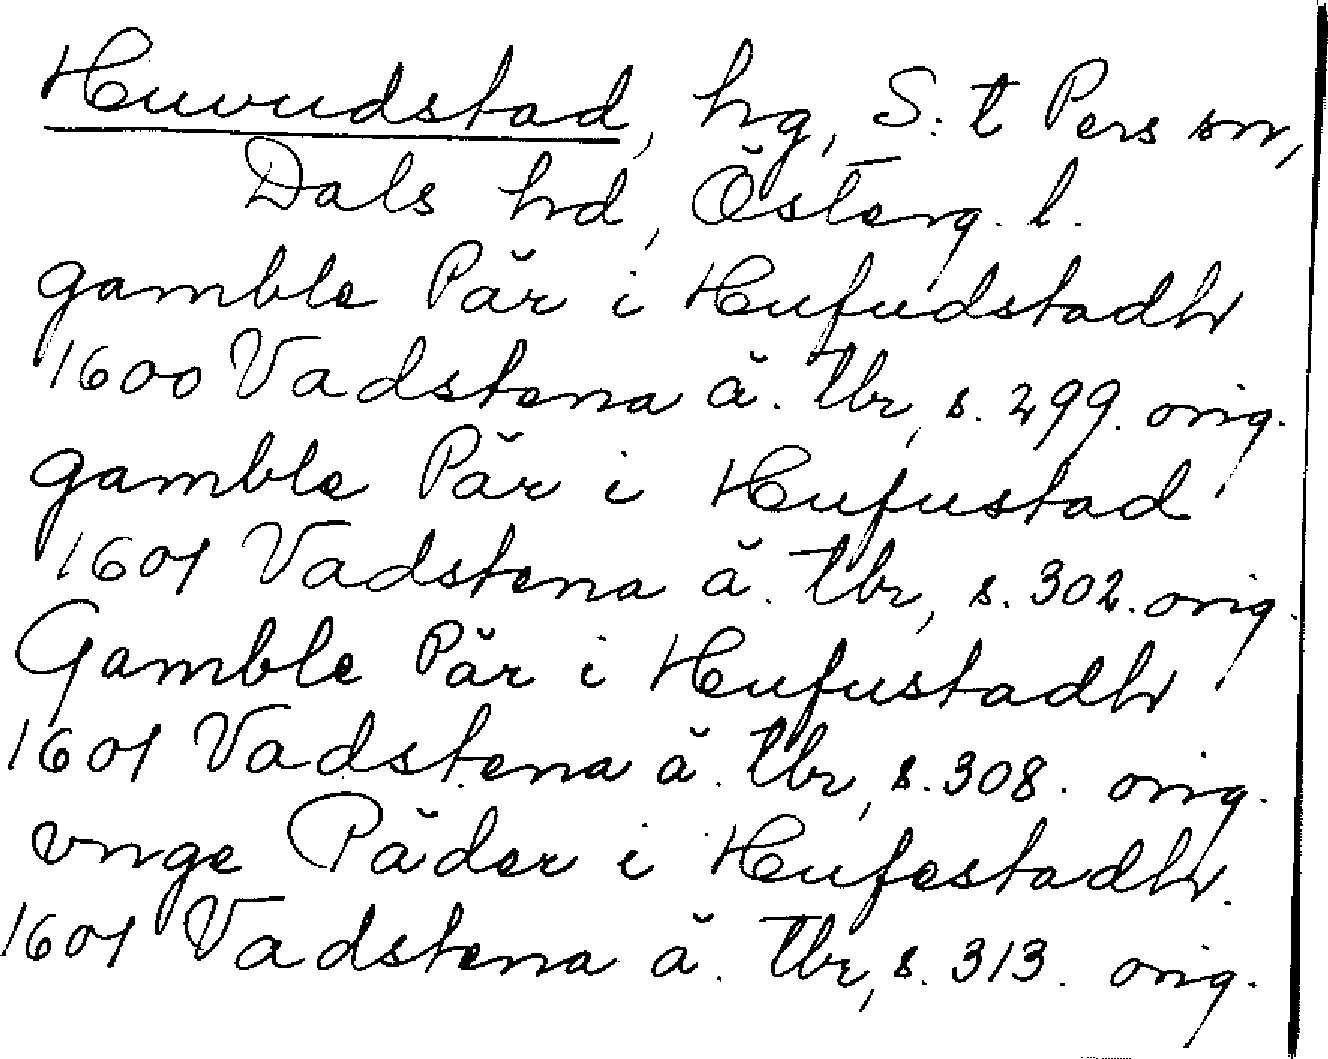 Huvudstad, hg, S:t Pers sn,
Dals hd, Österg. l.
gamble Pär i Hufudstadh
1600 Vadstena ä. tbr, s. 299. orig.
gamble Pär i Hufustad
1601 Vadstena ä. tbr, s. 302. orig.
Gamble Pär i Hufustadh
1601 Vadstena ä. tbr, s. 308. orig.
vnge Päder i Hufestadh.
1601 Vadstena ä. tbr, s. 313. orig.